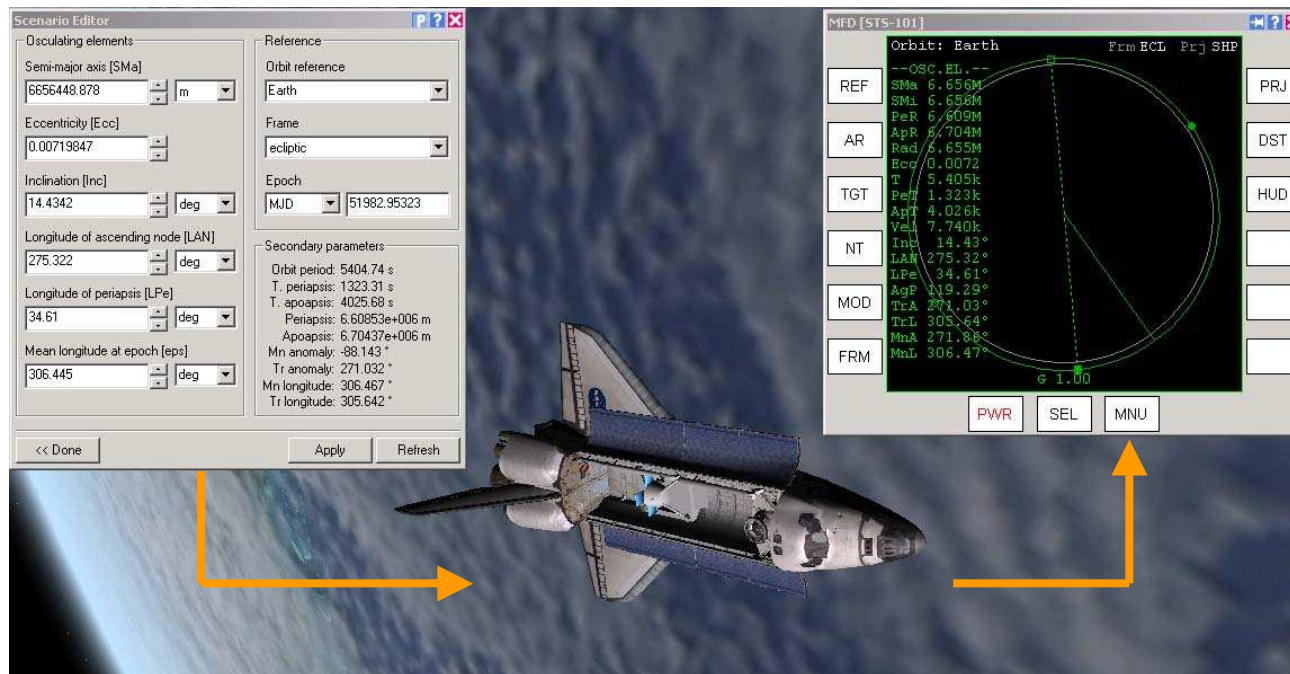 Scenario Editor
P ? X
Osculating elements
Semi-major axis [SMa]
6656448.878 m
Eccentricity [Ecc]
0.00719847
Inclination [Inc]
14.4342 deg
Longitude of ascending node [LAN]
275.322 deg
Longitude of periapsis [LPe]
34.61 deg
Mean longitude at epoch [eps]
306.445 deg
Reference
Orbit reference
Earth
Frame
ecliptic
Epoch
MJD 51982.95323
Secondary parameters
Orbit period: 5404.74 s
T. periapsis: 1323.31 s
T. apoapsis: 4025.68 s
Periapsis: 6.60853e+006 m
Apoapsis: 6.70437e+006 m
Mn anomaly: -88.143 °
Tr anomaly: 271.032 °
Mn longitude: 306.467 °
Tr longitude: 305.642 °
<< Done
Apply
Refresh
MFD [STS-101]
?
REF
AR
TGT
NT
MOD
FRM
Orbit: Earth Frm ECL Prj SHP
--OSC.EL.--
SMa 6.656M
SMi 6.656M
PeR 6.609M
ApR 6.704M
Rad 6.655M
Ecc 0.0072
T 5.405k
PeT 1.323k
ApT 4.026k
Vel 7.740k
Inc 14.43°
LAN 275.32°
LPe 34.61°
AgP 119.29°
TrA 271.03°
TrL 305.64°
MnA 271.86°
MnL 306.47°
G 1.00
PRJ
DST
HUD
PWR
SEL
MNU